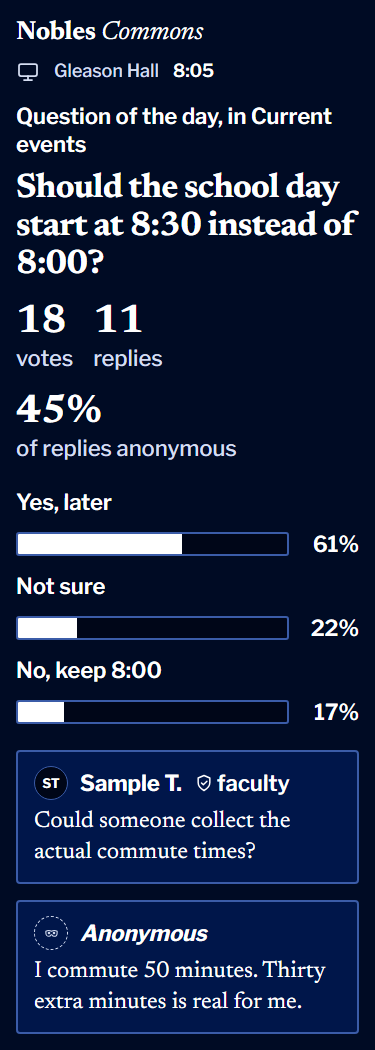 Nobles Commons
Gleason Hall 8:05
Question of the day, in Current
events
Should the school day
start at 8:30 instead of
8:00?
18 11
votes replies
45%
of replies anonymous
Yes, later
61%
Not sure
22%
No, keep 8:00
17%
ST Sample T. faculty
Could someone collect the
actual commute times?
Anonymous
I commute 50 minutes. Thirty
extra minutes is real for me.